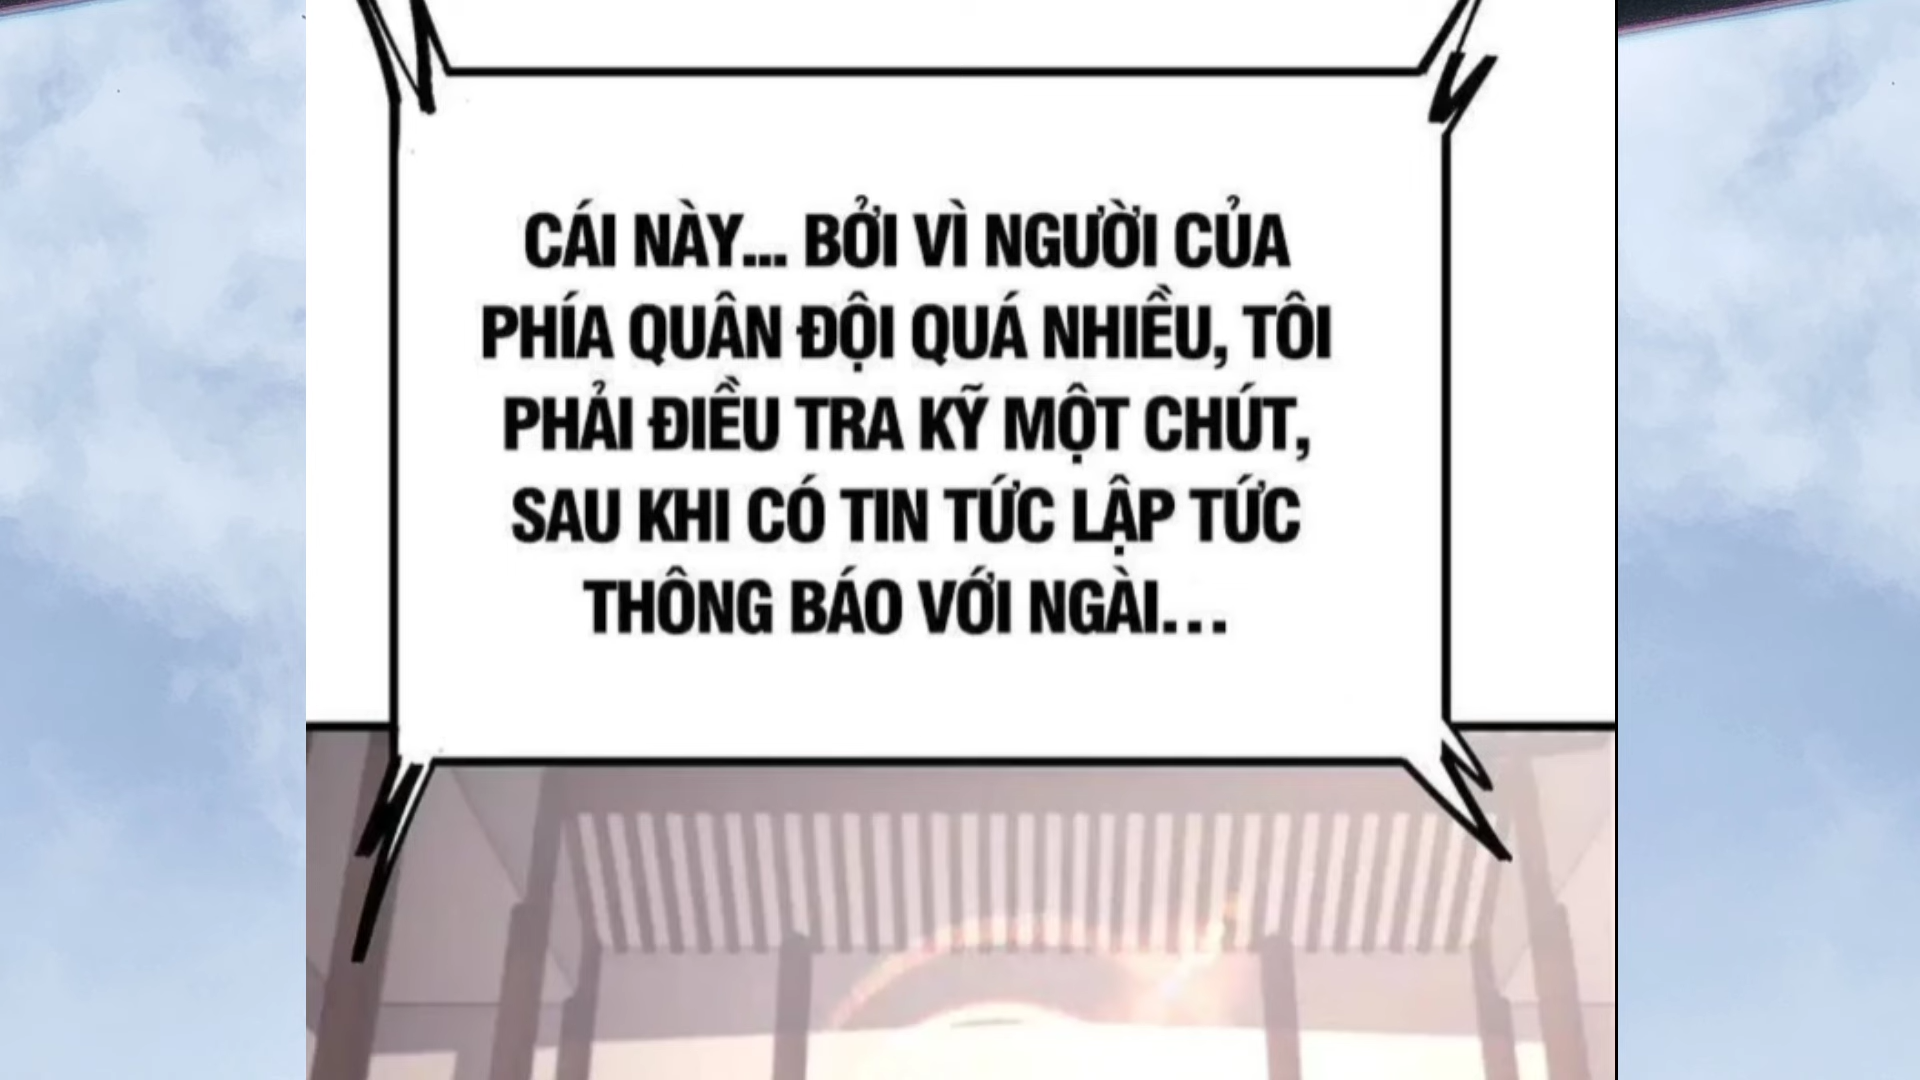 CÁI NÀY... BỞI VÌ NGƯỜI CỦA
PHÍA QUÂN ĐỘI QUÁ NHIỀU, TÔI
PHẢI ĐIỀU TRA KỸ MỘT CHÚT,
SAU KHI CÓ TIN TỨC LẬP TỨC
THÔNG BÁO VỚI NGÀI...